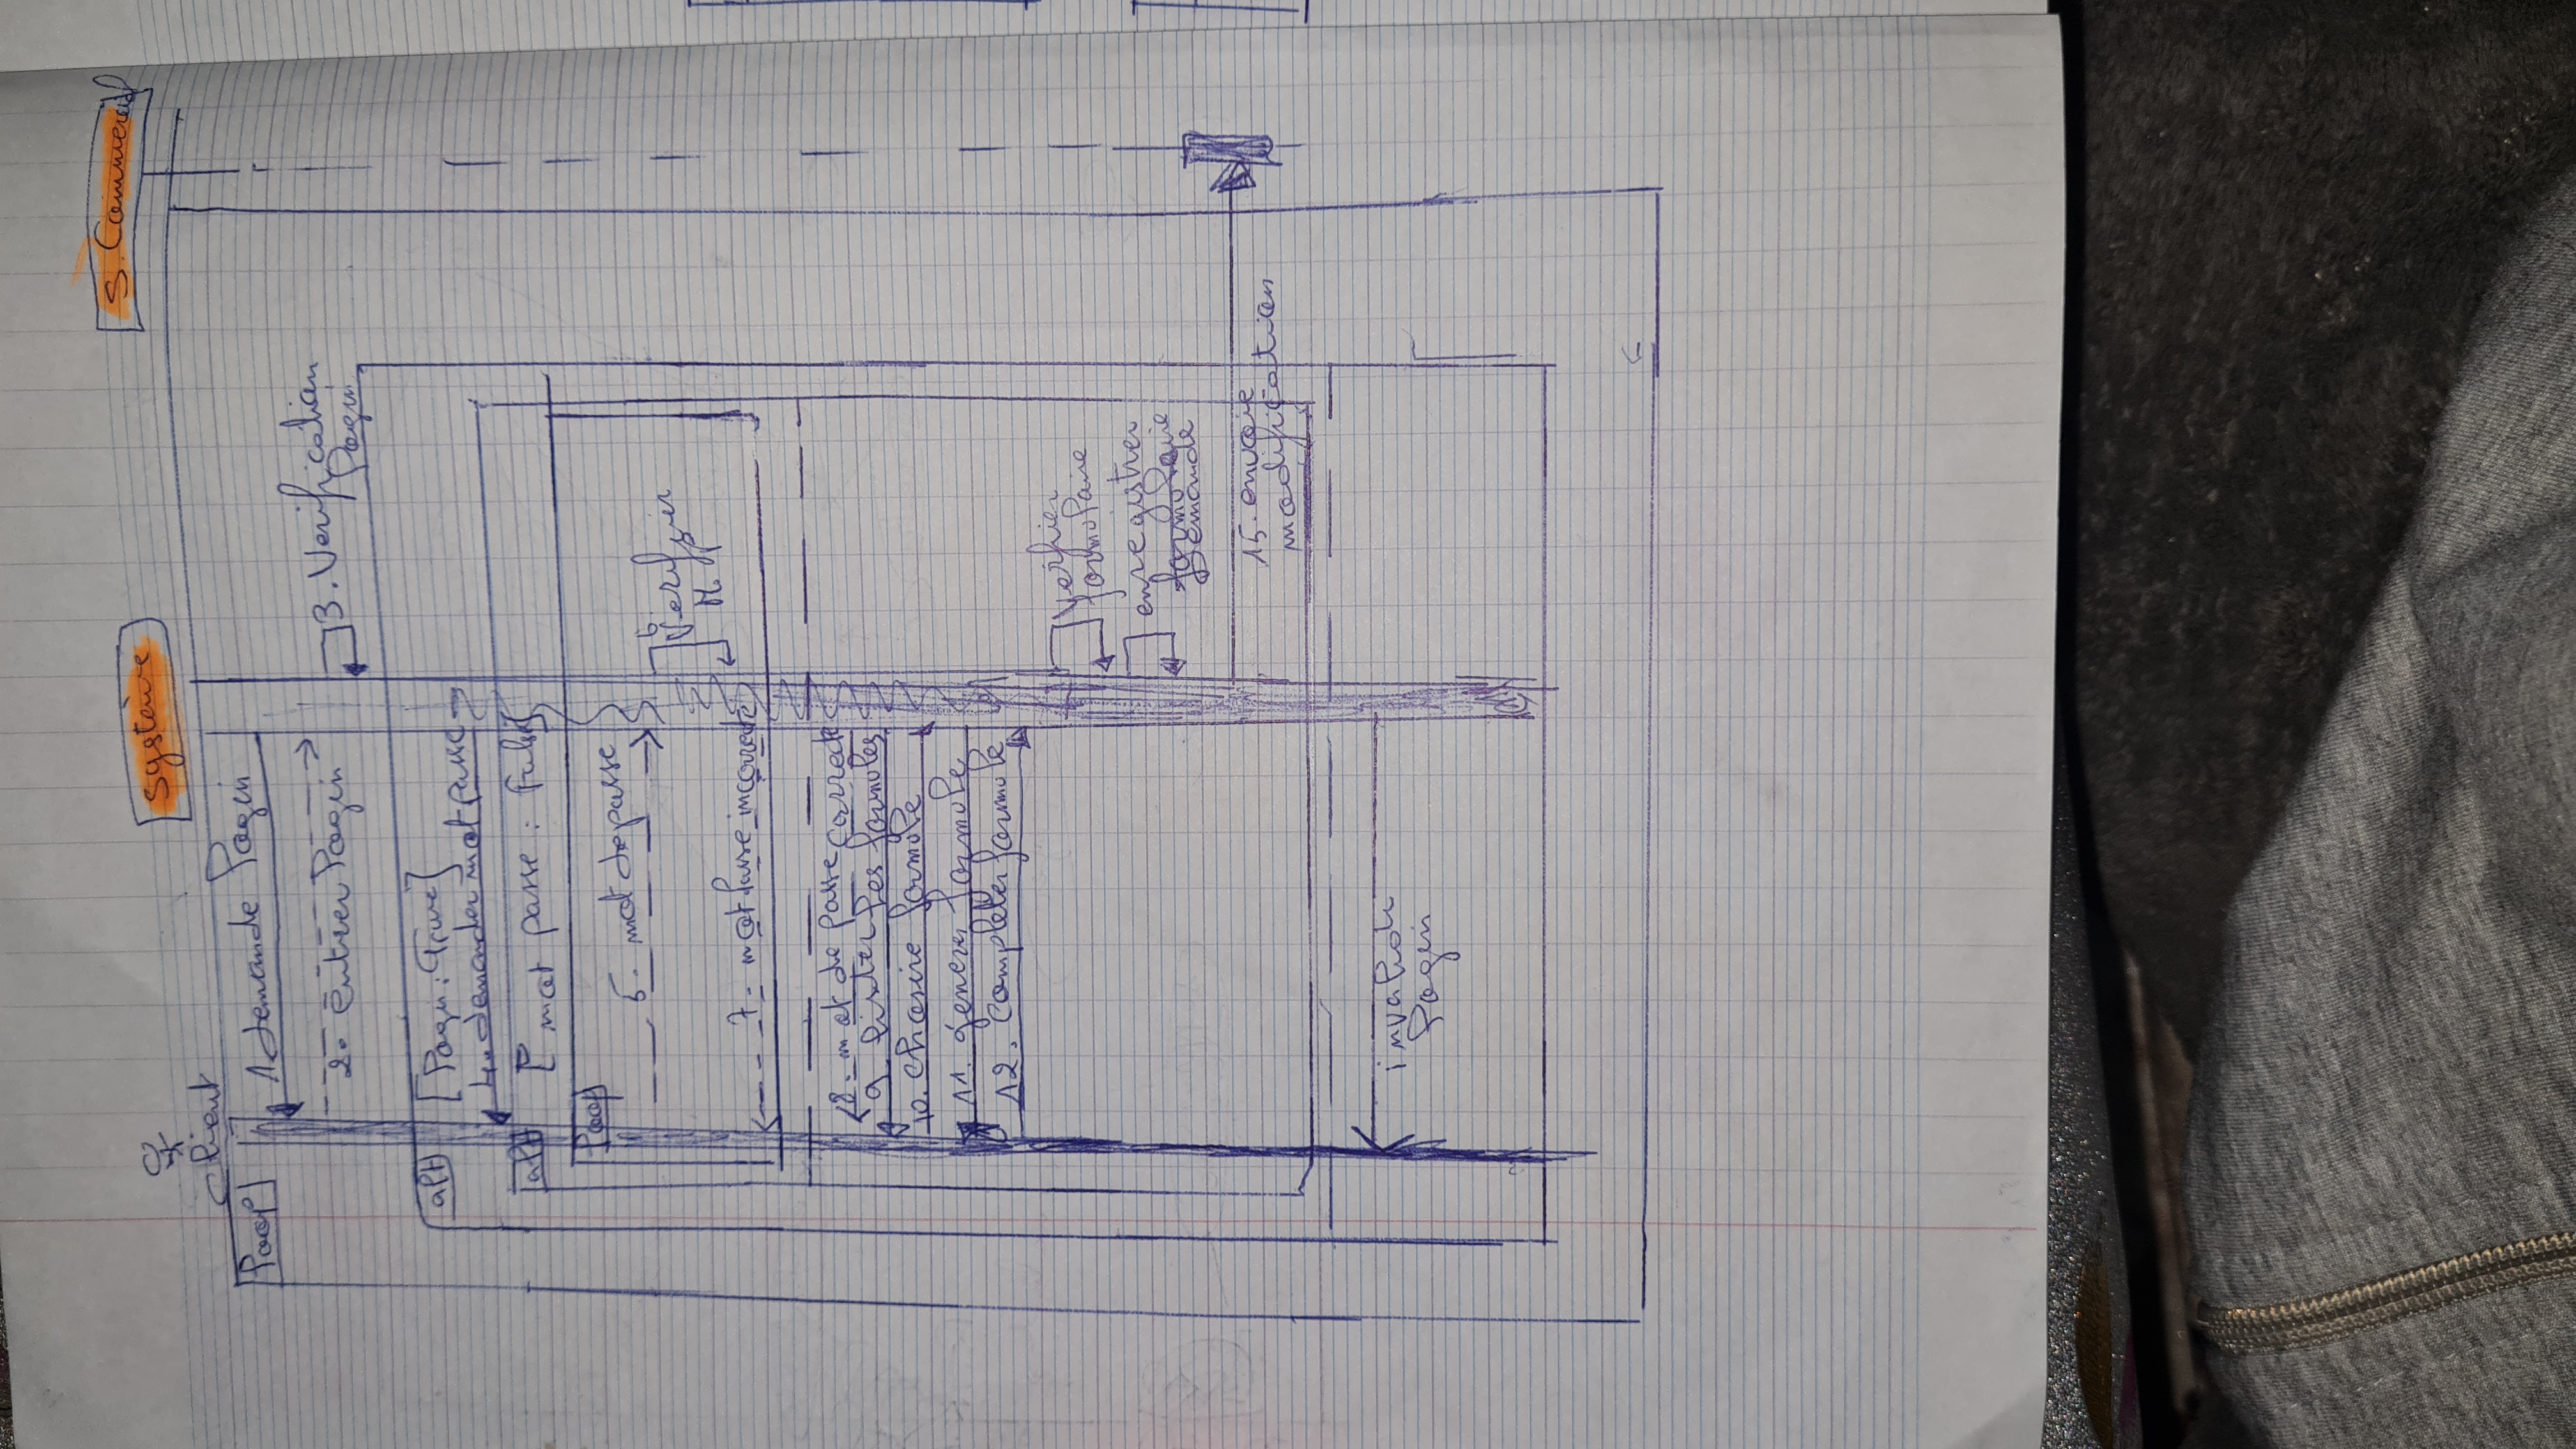 S. Commercial
système
client
loop
1. demande login
2. entrer login
3. Verification
login
alt
[login : True]
4. demander mot passe
alt
[mot passe : False]
loop
5. mot de passe
6
Verifier
M. P
7- mot passe incorrecte
8- mot de passe correcte
9 lister les formules
10. choisire formule
11. génerer formule
12. completer formule
Verifier
formulaire
enregistrer
formulaire
Demande
15. envoie
modification
invalide
login